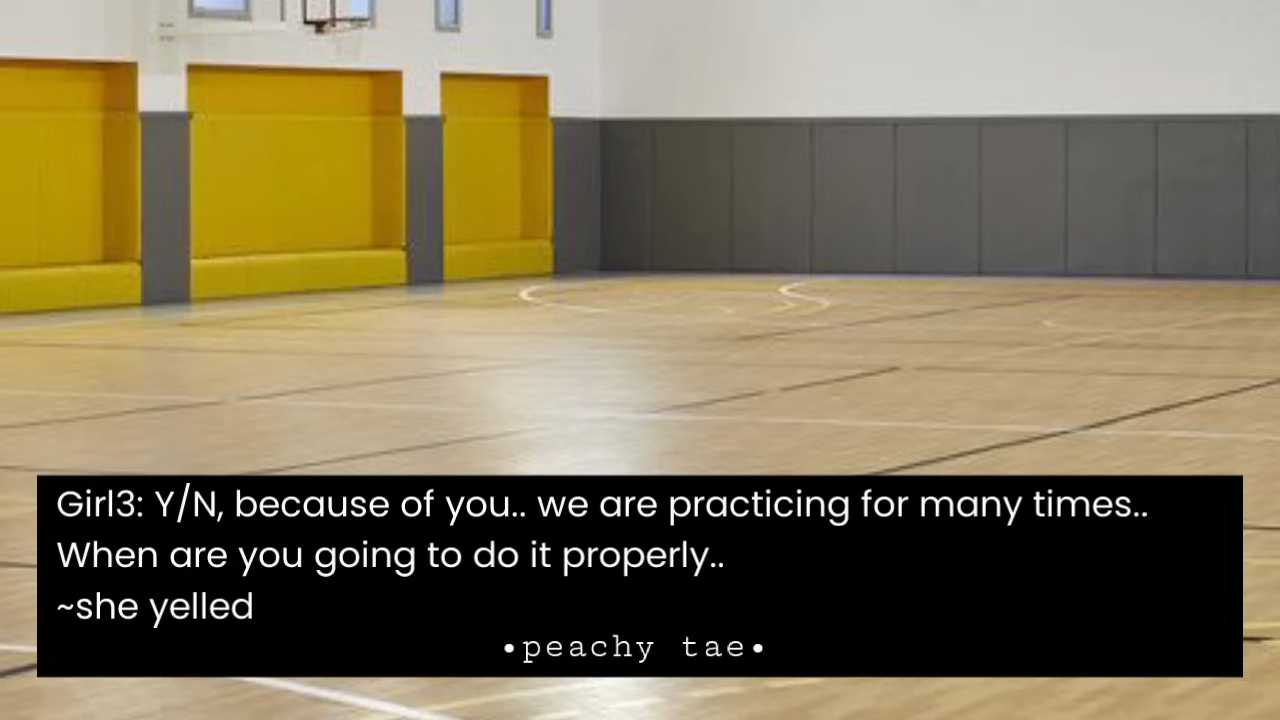 Girl3: Y/N, because of you.. we are practicing for many times..
When are you going to do it properly..
~she yelled
•peachy tae•